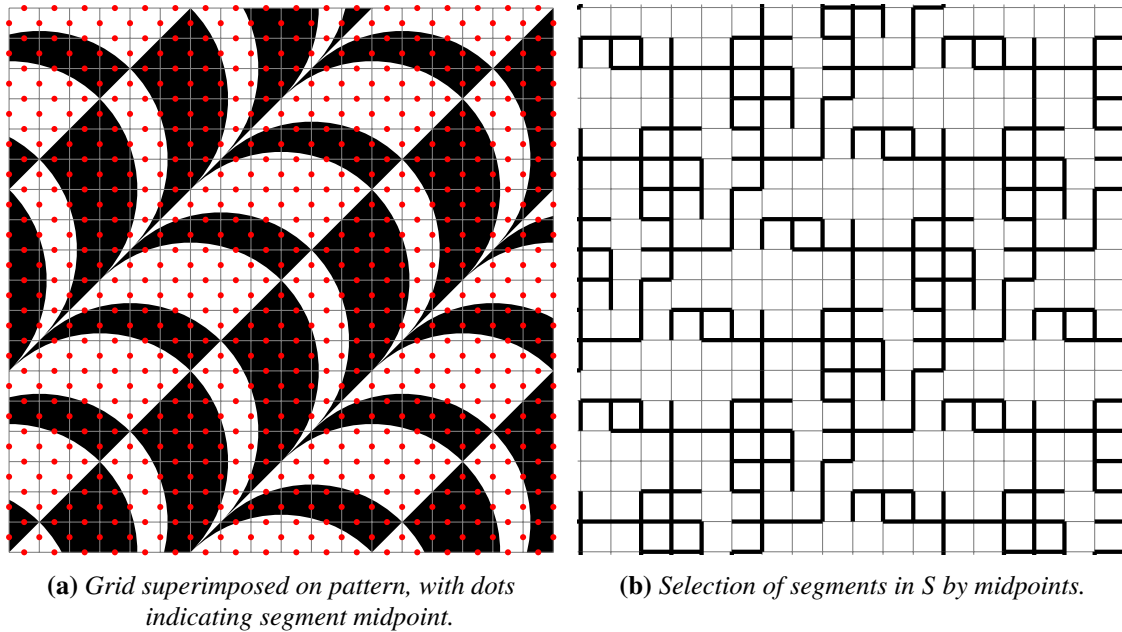 (a) Grid superimposed on pattern, with dots
indicating segment midpoint.
(b) Selection of segments in S by midpoints.